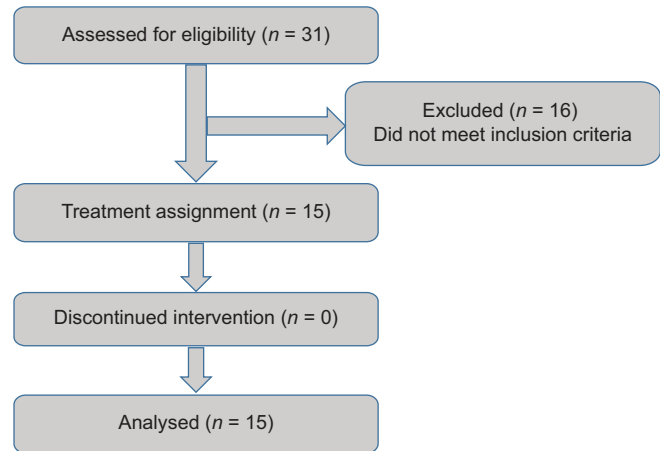 Assessed for eligibility (n = 31)
Excluded (n = 16)
Did not meet inclusion criteria
Treatment assignment (n = 15)
Discontinued intervention (n = 0)
Analysed (n = 15)